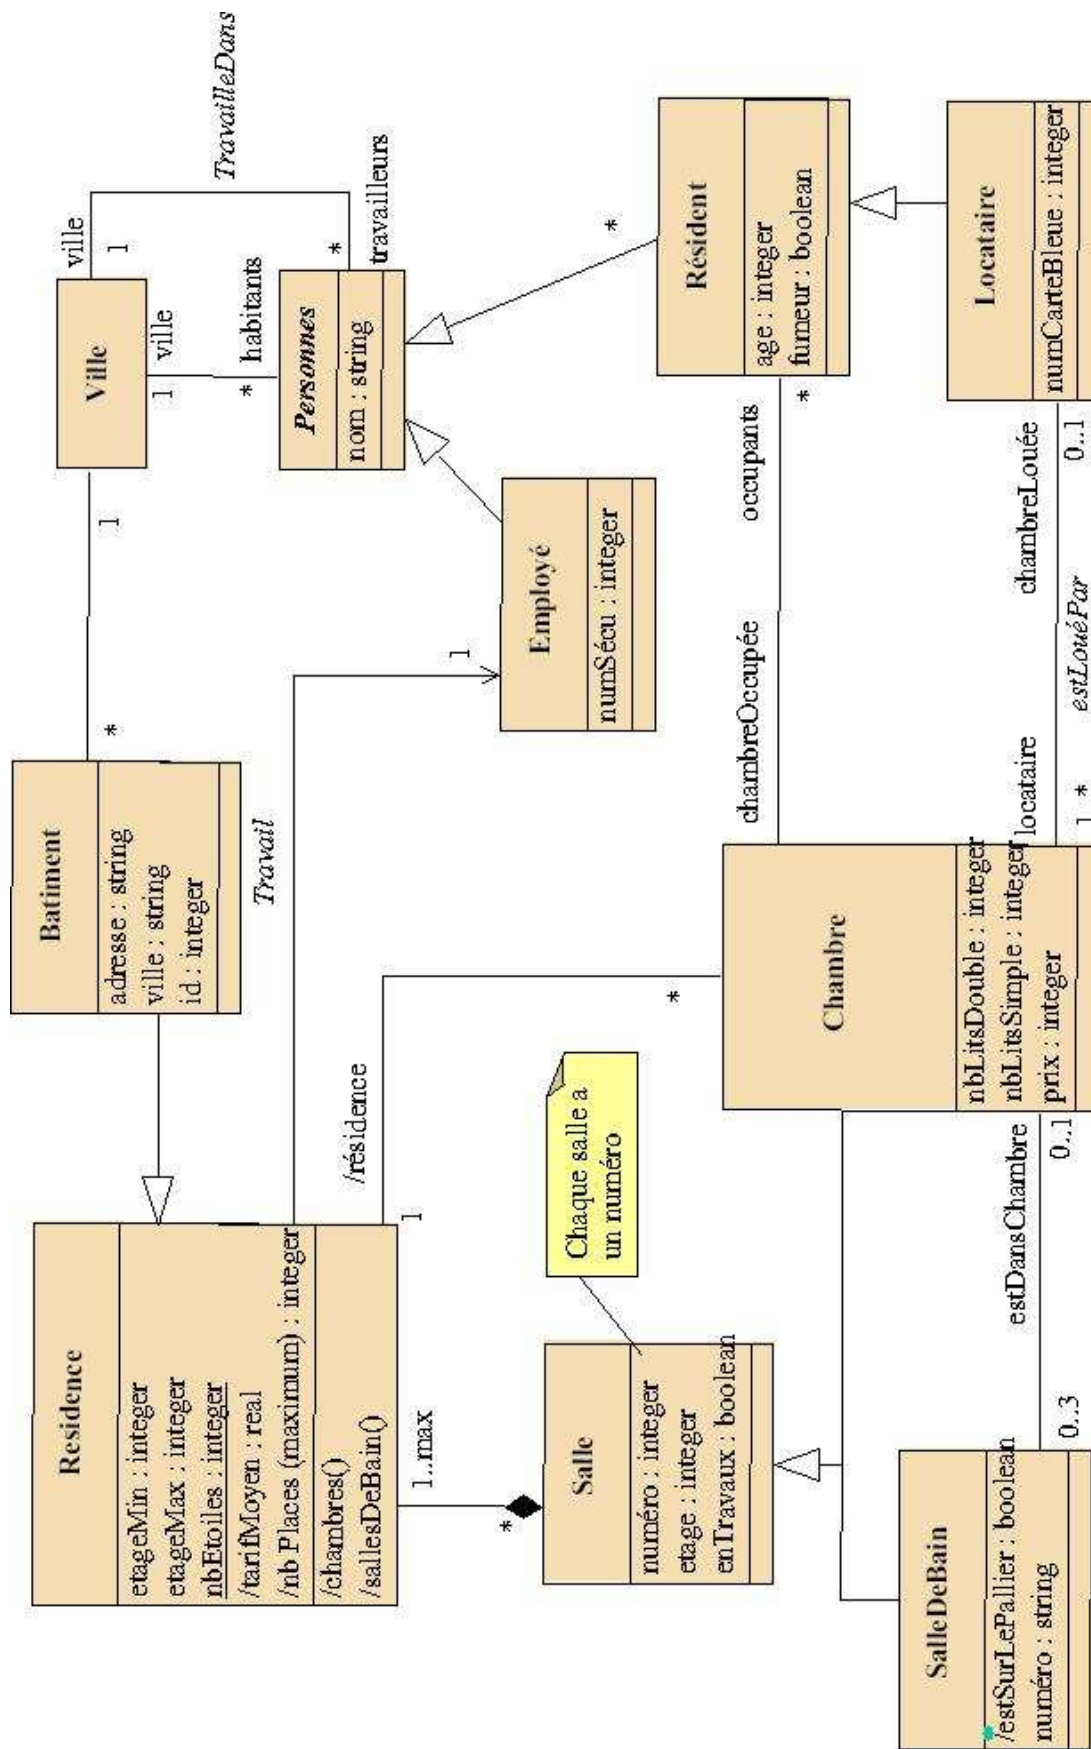 Residence
etageMin : integer
etageMax : integer
nbEtoiles : integer
/tarifMoyen : real
/nb Places (maximum) : integer
/chambres()
/sallesDeBain()
Batiment
adresse : string
ville : string
id : integer
*
1
Ville
ville
1
TravailleDans
1
ville
*
habitants
*
travailleurs
Personnes
nom : string
Travail
1
Employé
numSécu : integer
1
/résidence
*
1..max
*
Salle
numéro : integer
etage : integer
enTravaux : boolean
Chaque salle a
un numéro
*
Résident
age : integer
fumeur : boolean
chambreOccupée
occupants
*
Chambre
nbLitsDouble : integer
nbLitsSimple : integer
prix : integer
SalleDeBain
/estSurLePallier : boolean
numéro : string
0..3
estDansChambre
0..1
locataire
1..*
estLouéPar
chambreLouée
0..1
Locataire
numCarteBleue : integer